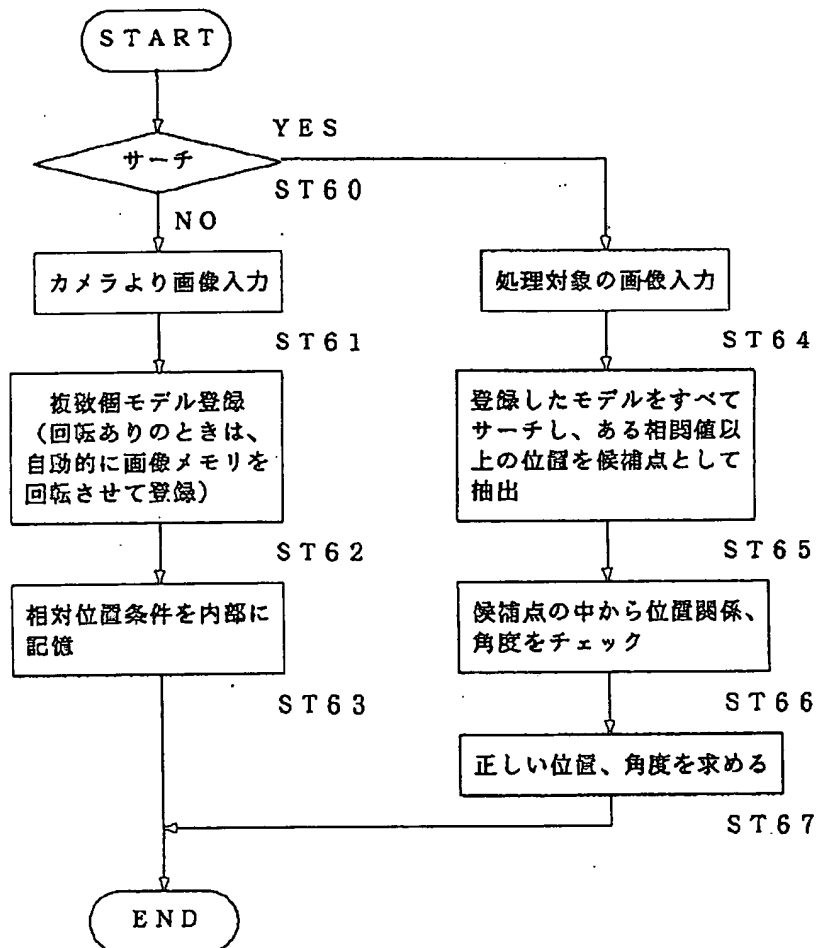 START
サーチ
YES
ST60
NO
カメラより画像入力
ST61
複数個モデル登録
（回転ありのときは、
自動的に画像メモリを
回転させて登録）
ST62
相対位置条件を内部に
記憶
ST63
処理対象の画像入力
ST64
登録したモデルをすべて
サーチし、ある相関値以
上の位置を候補点として
抽出
ST65
候補点の中から位置関係、
角度をチェック
ST66
正しい位置、角度を求める
ST67
END